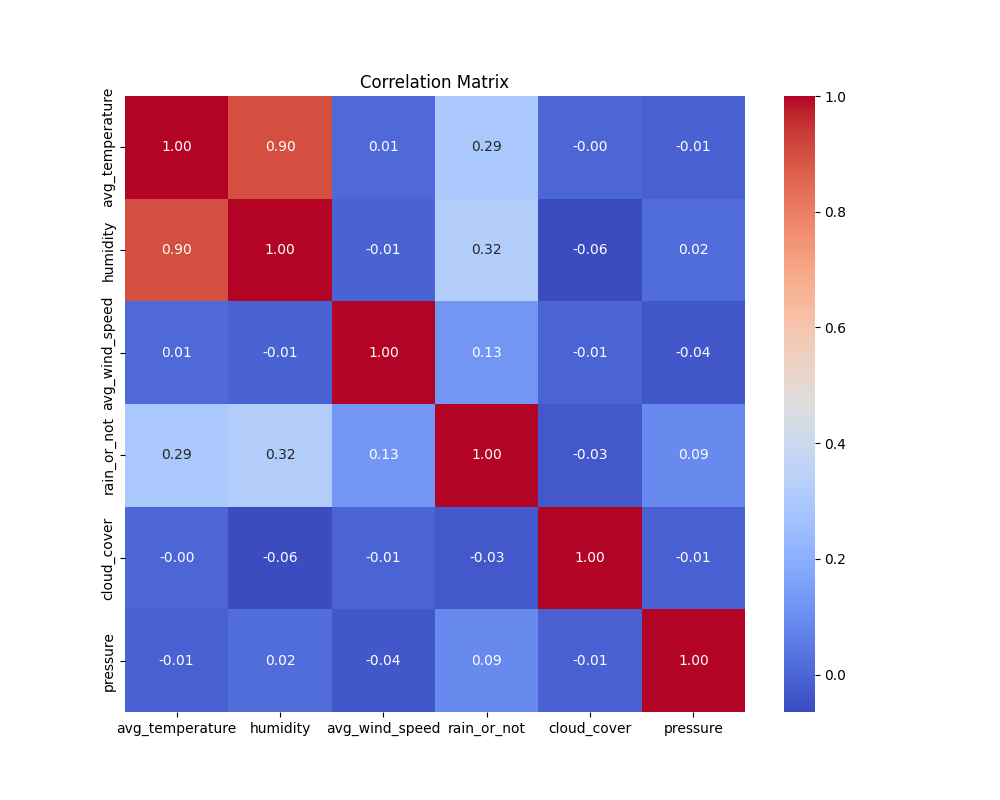 Correlation Matrix
avg_temperature
1.00 0.90 0.01 0.29 -0.00 -0.01
humidity
0.90 1.00 -0.01 0.32 -0.06 0.02
avg_wind_speed
0.01 -0.01 1.00 0.13 -0.01 -0.04
rain_or_not
0.29 0.32 0.13 1.00 -0.03 0.09
cloud_cover
-0.00 -0.06 -0.01 -0.03 1.00 -0.01
pressure
-0.01 0.02 -0.04 0.09 -0.01 1.00
avg_temperature humidity avg_wind_speed rain_or_not cloud_cover pressure
1.0
0.8
0.6
0.4
0.2
0.0